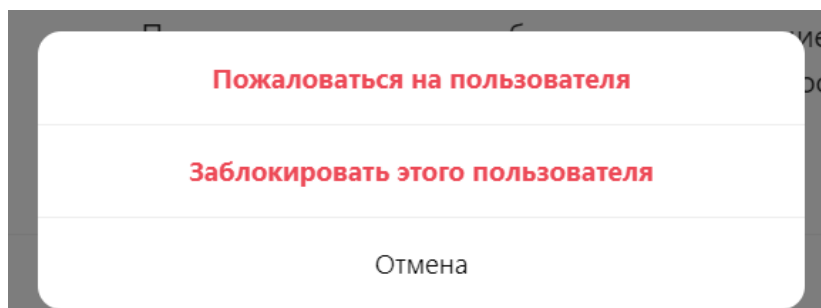 Пожаловаться на пользователя
Заблокировать этого пользователя
Отмена